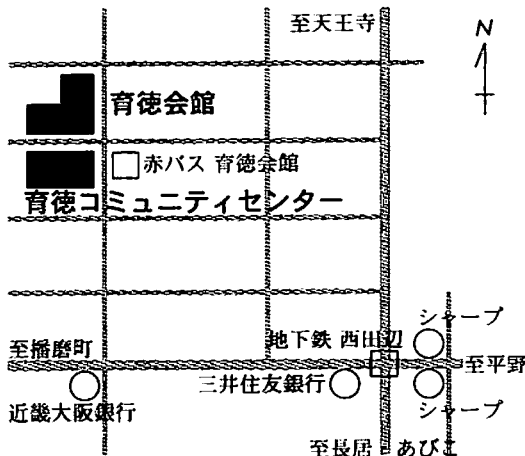 至天王寺
N
育徳会館
赤バス 育徳会館
育徳コミュニティセンター
シャープ
地下鉄 西田辺
至播磨町
至平野
三井住友銀行
近畿大阪銀行
シャープ
至長居・あびこ